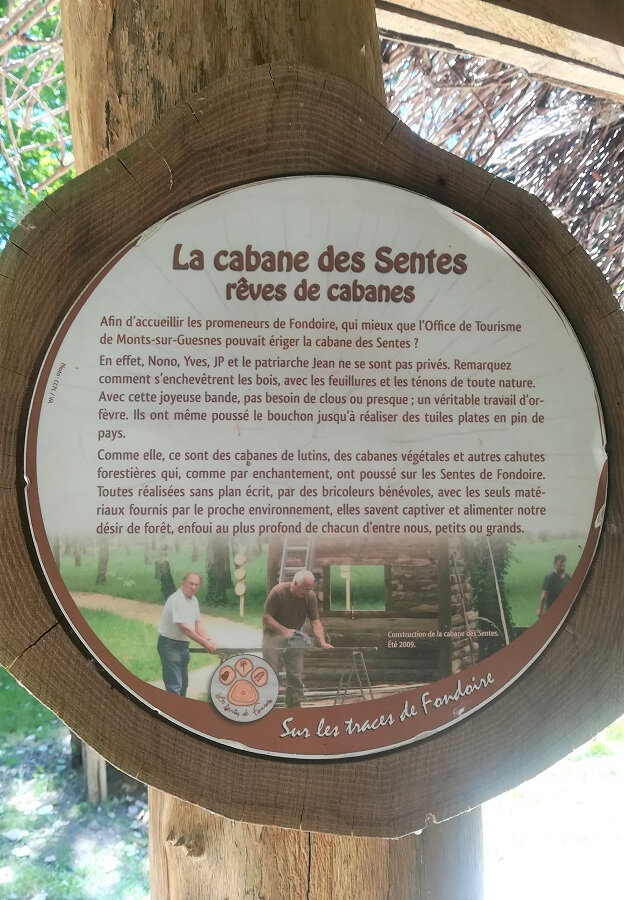 La cabane des Sentes
rêves de cabanes
Afin d'accueillir les promeneurs de Fondoire, qui mieux que l'Office de Tourisme
de Monts-sur-Guesnes pouvait ériger la cabane des Sentes ?
En effet, Nono, Yves, JP et le patriarche Jean ne se sont pas privés. Remarquez
comment s'enchevêtrent les bois, avec les feuillures et les ténons de toute nature.
Avec cette joyeuse bande, pas besoin de clous ou presque ; un véritable travail d'or-
fèvre. Ils ont même poussé le bouchon jusqu'à réaliser des tuiles plates en pin de
pays.
Comme elle, ce sont des cabanes de lutins, des cabanes végétales et autres cahutes
forestières qui, comme par enchantement, ont poussé sur les Sentes de Fondoire.
Toutes réalisées sans plan écrit, par des bricoleurs bénévoles, avec les seuls maté-
riaux fournis par le proche environnement, elles savent captiver et alimenter notre
désir de forêt, enfoui au plus profond de chacun d'entre nous, petits ou grands.
Construction de la cabane des Sentes.
Été 2009.
Sur les traces de Fondoire